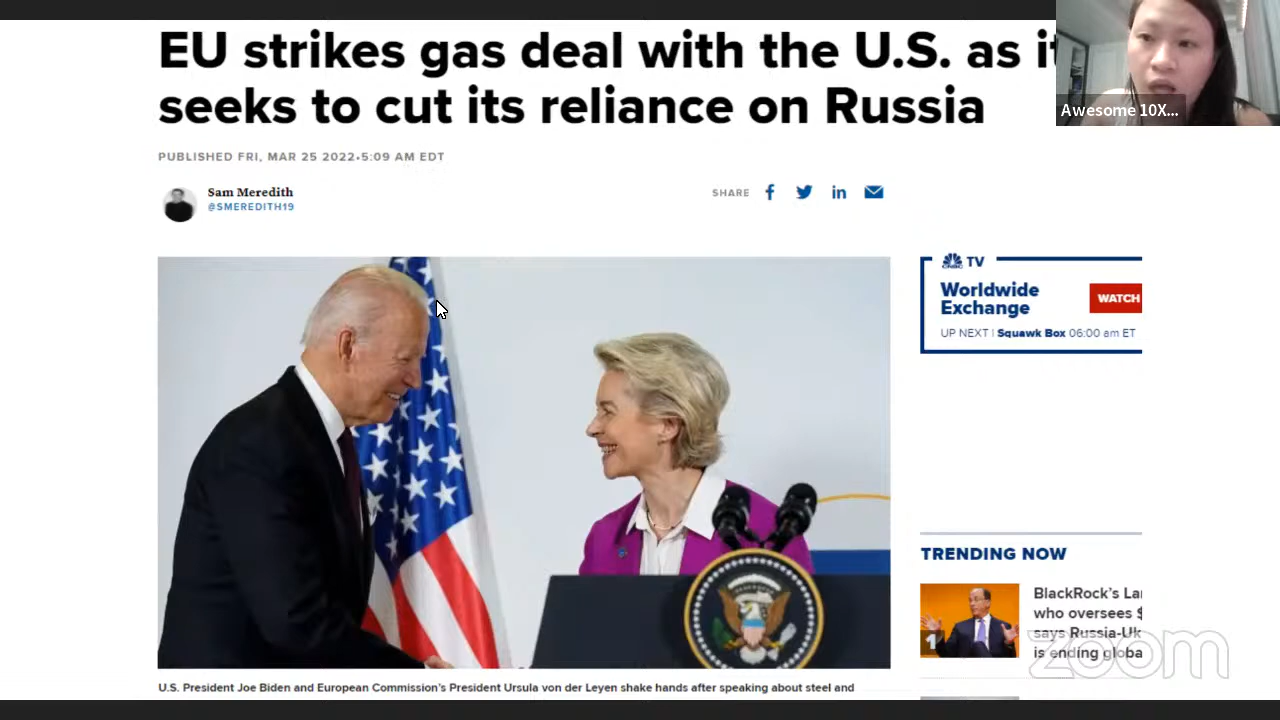 EU strikes gas deal with the U.S. as it
seeks to cut its reliance on Russia
Awesome 10X...
PUBLISHED FRI, MAR 25 2022•5:09 AM EDT
Sam Meredith
@SMEREDITH19
SHARE
CNBC TV
Worldwide
Exchange
WATCH
UP NEXT | Squawk Box 06:00 am ET
TRENDING NOW
1
BlackRock's La
who oversees $
says Russia-Uk
is ending globa
zoom
U.S. President Joe Biden and European Commission's President Ursula von der Leyen shake hands after speaking about steel and